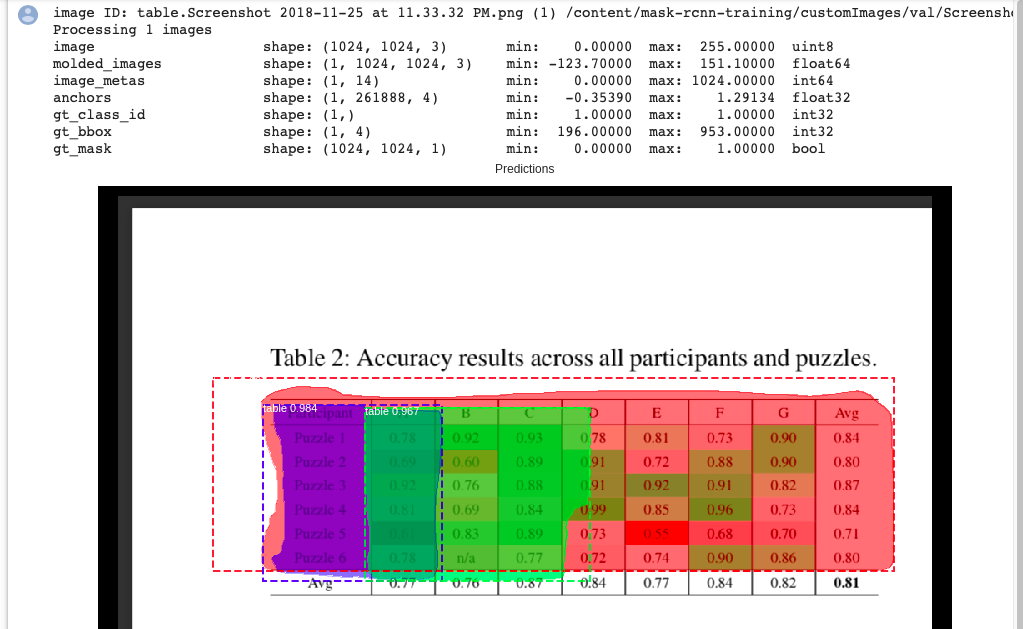 image ID: table.Screenshot 2018-11-25 at 11.33.32 PM.png (1) /content/mask-rcnn-training/customImages/val/Screensho
Processing 1 images
image shape: (1024, 1024, 3) min: 0.00000 max: 255.00000 uint8
molded_images shape: (1, 1024, 1024, 3) min: -123.70000 max: 151.10000 float64
image_metas shape: (1, 14) min: 0.00000 max: 1024.00000 int64
anchors shape: (1, 261888, 4) min: -0.35390 max: 1.29134 float32
gt_class_id shape: (1,) min: 1.00000 max: 1.00000 int32
gt_bbox shape: (1, 4) min: 196.00000 max: 953.00000 int32
gt_mask shape: (1024, 1024, 1) min: 0.00000 max: 1.00000 bool
Predictions
Table 2: Accuracy results across all participants and puzzles.
table 0.984 table 0.967
Participant B C D E F G Avg
Puzzle 1 0.78 0.92 0.93 0.78 0.81 0.73 0.90 0.84
Puzzle 2 0.69 0.60 0.89 0.91 0.72 0.88 0.90 0.80
Puzzle 3 0.92 0.76 0.88 0.91 0.92 0.91 0.82 0.87
Puzzle 4 0.81 0.69 0.84 0.99 0.85 0.96 0.73 0.84
Puzzle 5 0.83 0.89 0.73 0.55 0.68 0.70 0.71
Puzzle 6 0.78 n/a 0.77 0.72 0.74 0.90 0.86 0.80
Avg 0.77 0.76 0.87 0.84 0.77 0.84 0.82 0.81